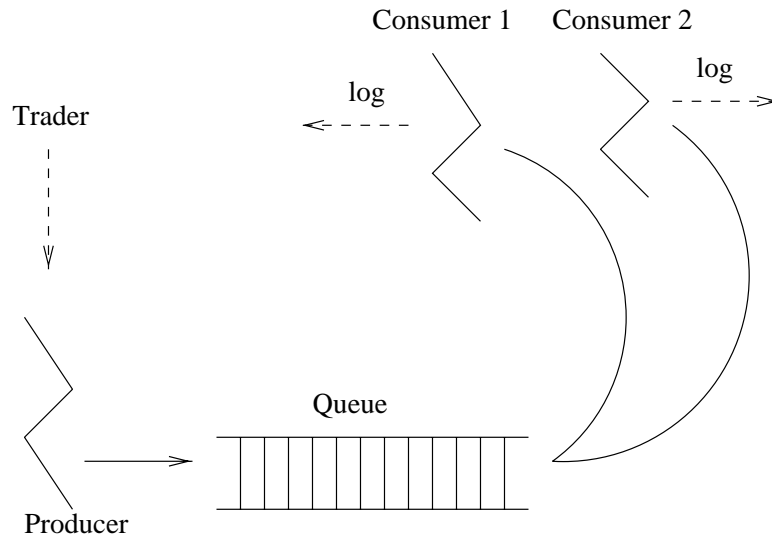 Consumer 1
Consumer 2
log
log
Trader
Queue
Producer